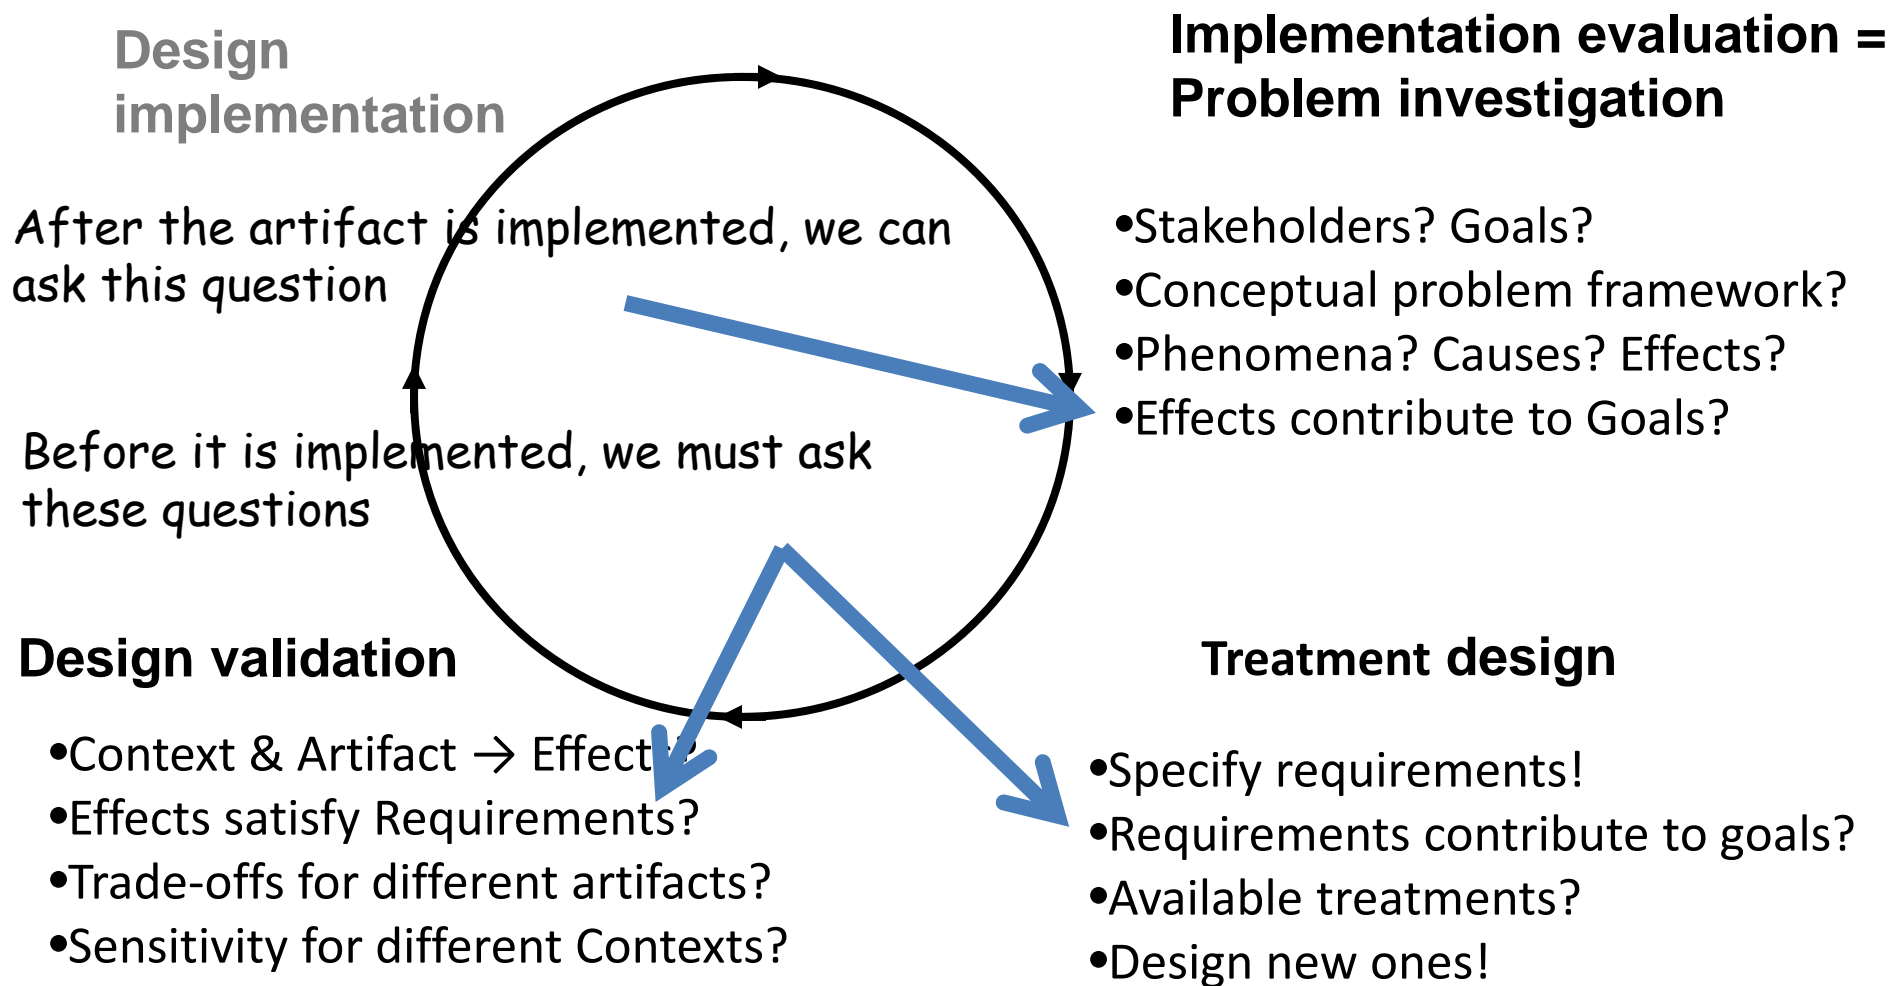 Design
implementation
Implementation evaluation =
Problem investigation
After the artifact is implemented, we can
ask this question
•Stakeholders? Goals?
•Conceptual problem framework?
•Phenomena? Causes? Effects?
•Effects contribute to Goals?
Before it is implemented, we must ask
these questions
Design validation
•Context & Artifact → Effects?
•Effects satisfy Requirements?
•Trade-offs for different artifacts?
•Sensitivity for different Contexts?
Treatment design
•Specify requirements!
•Requirements contribute to goals?
•Available treatments?
•Design new ones!